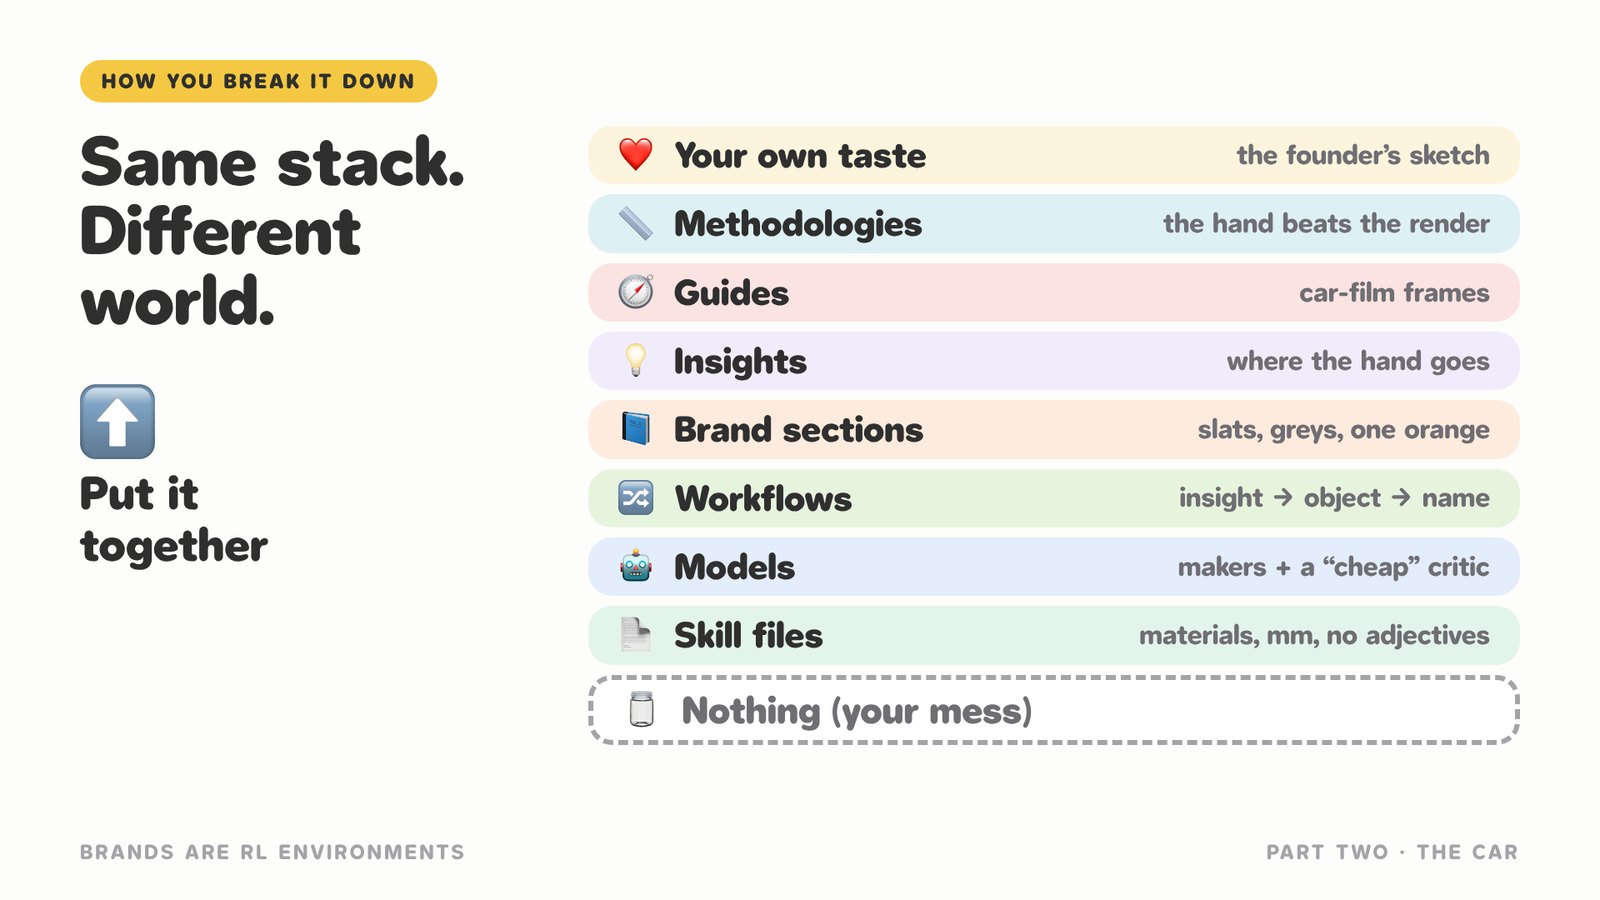 HOW YOU BREAK IT DOWN
Same stack.
Different
world.
Put it
together
Your own taste the founder’s sketch
Methodologies the hand beats the render
Guides car-film frames
Insights where the hand goes
Brand sections slats, greys, one orange
Workflows insight → object → name
Models makers + a “cheap” critic
Skill files materials, mm, no adjectives
Nothing (your mess)
BRANDS ARE RL ENVIRONMENTS
PART TWO · THE CAR